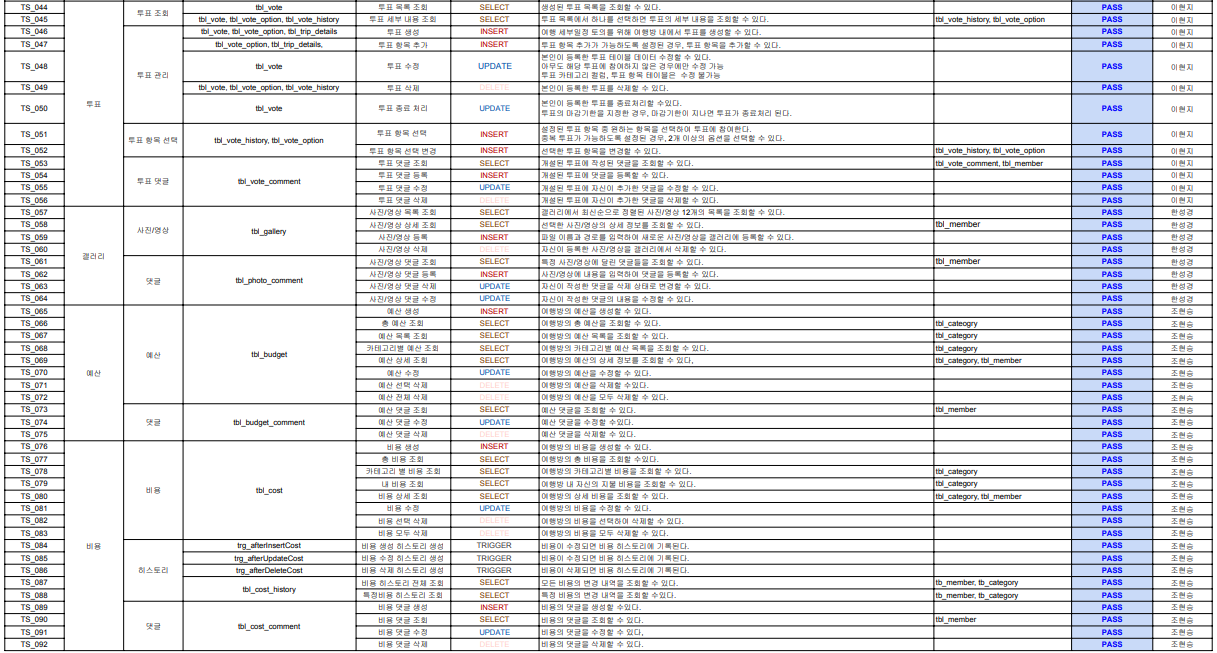 TS_044 투표 투표 조회 tbl_vote 투표 목록 조회 SELECT 생성된 투표 목록을 조회할 수 있다. PASS 이현지
TS_045 tbl_vote, tbl_vote_option, tbl_vote_history 투표 세부 내용 조회 SELECT 투표 목록에서 하나를 선택하면 투표의 세부 내용을 조회할 수 있다. tbl_vote_history, tbl_vote_option PASS 이현지
TS_046 투표 관리 tbl_vote, tbl_vote_option, tbl_trip_details 투표 생성 INSERT 여행 세부일정 토의를 위해 여행방 내에서 투표를 생성할 수 있다. PASS 이현지
TS_047 tbl_vote_option, tbl_trip_details, 투표 항목 추가 INSERT 투표 항목 추가가 가능하도록 설정된 경우, 투표 항목을 추가할 수 있다. PASS 이현지
TS_048 tbl_vote 투표 수정 UPDATE 본인이 등록한 투표 테이블 데이터 수정할 수 있다.
아무도 해당 투표에 참여하지 않은 경우에만 수정 가능
투표 카테고리 컬럼, 투표 항목 테이블은 수정 불가능 PASS 이현지
TS_049 tbl_vote, tbl_vote_option, tbl_vote_history 투표 삭제 DELETE 본인이 등록한 투표를 삭제할 수 있다. PASS 이현지
TS_050 tbl_vote 투표 종료 처리 UPDATE 본인이 등록한 투표를 종료처리할 수있다.
투표의 마감기한을 지정한 경우, 마감기한이 지나면 투표가 종료처리 된다. PASS 이현지
TS_051 투표 항목 선택 tbl_vote_history, tbl_vote_option 투표 항목 선택 INSERT 설정된 투표 항목 중 원하는 항목을 선택하여 투표에 참여한다.
중복 투표가 가능하도록 설정된 경우, 2개 이상의 옵션을 선택할 수 있다. PASS 이현지
TS_052 투표 항목 선택 변경 INSERT 선택한 투표 항목을 변경할 수 있다. tbl_vote_history, tbl_vote_option PASS 이현지
TS_053 투표 댓글 tbl_vote_comment 투표 댓글 조회 SELECT 개설된 투표에 작성된 댓글을 조회할 수 있다. tbl_vote_comment, tbl_member PASS 이현지
TS_054 투표 댓글 등록 INSERT 개설된 투표에 댓글을 등록할 수 있다. PASS 이현지
TS_055 투표 댓글 수정 UPDATE 개설된 투표에 자신이 추가한 댓글을 수정할 수 있다. PASS 이현지
TS_056 투표 댓글 삭제 DELETE 개설된 투표에 자신이 추가한 댓글을 삭제할 수 있다. PASS 이현지
TS_057 갤러리 사진/영상 tbl_gallery 사진/영상 목록 조회 SELECT 갤러리에서 최신순으로 정렬된 사진/영상 12개의 목록을 조회할 수 있다. PASS 한성경
TS_058 사진/영상 상세 조회 SELECT 선택한 사진/영상의 상세 정보를 조회할 수 있다. tbl_member PASS 한성경
TS_059 사진/영상 등록 INSERT 파일 이름과 경로를 입력하여 새로운 사진/영상을 갤러리에 등록할 수 있다. PASS 한성경
TS_060 사진/영상 삭제 DELETE 자신이 등록한 사진/영상을 갤러리에서 삭제할 수 있다. PASS 한성경
TS_061 댓글 tbl_photo_comment 사진/영상 댓글 조회 SELECT 특정 사진/영상에 달린 댓글들을 조회할 수 있다. tbl_member PASS 한성경
TS_062 사진/영상 댓글 등록 INSERT 사진/영상에 내용을 입력하여 댓글을 등록할 수 있다. PASS 한성경
TS_063 사진/영상 댓글 삭제 UPDATE 자신이 작성한 댓글을 삭제 상태로 변경할 수 있다. PASS 한성경
TS_064 사진/영상 댓글 수정 UPDATE 자신이 작성한 댓글의 내용을 수정할 수 있다. PASS 한성경
TS_065 예산 예산 tbl_budget 예산 생성 INSERT 여행방의 예산을 생성할 수 있다. PASS 조현승
TS_066 총 예산 조회 SELECT 여행방의 총 예산을 조회할 수 있다. tbl_cateogry PASS 조현승
TS_067 예산 목록 조회 SELECT 여행방의 예산 목록을 조회할 수 있다. tbl_category PASS 조현승
TS_068 카테고리별 예산 조회 SELECT 여행방의 카테고리별 예산 목록을 조회할 수 있다. tbl_category PASS 조현승
TS_069 예산 상세 조회 SELECT 여행방의 예산의 상세 정보를 조회할 수 있다, tbl_category, tbl_member PASS 조현승
TS_070 예산 수정 UPDATE 여행방의 예산을 수정할 수 있다. PASS 조현승
TS_071 예산 선택 삭제 DELETE 여행방의 예산을 삭제할 수 있다. PASS 조현승
TS_072 예산 전체 삭제 DELETE 여행방의 예산을 모두 삭제할 수 있다. PASS 조현승
TS_073 댓글 tbl_budget_comment 예산 댓글 조회 SELECT 예산 댓글을 조회할 수 있다. tbl_member PASS 조현승
TS_074 예산 댓글 수정 UPDATE 예산 댓글을 수정할 수있다. PASS 조현승
TS_075 예산 댓글 삭제 DELETE 예산 댓글을 삭제할 수 있다. PASS 조현승
TS_076 비용 비용 tbl_cost 비용 생성 INSERT 여행방의 비용을 생성할 수 있다. PASS 조현승
TS_077 총 비용 조회 SELECT 여행방의 총 비용을 조회할 수 있다. PASS 조현승
TS_078 카테고리 별 비용 조회 SELECT 여행방의 카테고리별 비용을 조회할 수 있다. tbl_category PASS 조현승
TS_079 내 비용 조회 SELECT 여행방 내 자신의 지불 비용을 조회할 수 있다. tbl_category PASS 조현승
TS_080 비용 상세 조회 SELECT 여행방의 상세 비용을 조회할 수 있다. tbl_category, tbl_member PASS 조현승
TS_081 비용 수정 UPDATE 여행방의 비용을 수정할 수 있다. PASS 조현승
TS_082 비용 선택 삭제 DELETE 여행방의 비용을 선택하여 삭제할 수 있다. PASS 조현승
TS_083 비용 모두 삭제 DELETE 여행방의 비용을 모두 삭제할 수 있다. PASS 조현승
TS_084 히스토리 trg_afterInsertCost 비용 생성 히스토리 생성 TRIGGER 비용이 수정되면 비용 히스토리에 기록된다. PASS 조현승
TS_085 trg_afterUpdateCost 비용 수정 히스토리 생성 TRIGGER 비용이 수정되면 비용 히스토리에 기록된다. PASS 조현승
TS_086 trg_afterDeleteCost 비용 삭제 히스토리 생성 TRIGGER 비용이 삭제되면 비용 히스토리에 기록된다. PASS 조현승
TS_087 tbl_cost_history 비용 히스토리 전체 조회 SELECT 모든 비용의 변경 내역을 조회할 수 있다. tb_member, tb_category PASS 조현승
TS_088 특정비용 히스토리 조회 SELECT 특정 비용의 변경 내역을 조회할 수 있다. tb_member, tb_category PASS 조현승
TS_089 댓글 tbl_cost_comment 비용 댓글 생성 INSERT 비용의 댓글을 생성할 수있다. PASS 조현승
TS_090 비용 댓글 조회 SELECT 비용의 댓글을 조회할 수 있다. tbl_member PASS 조현승
TS_091 비용 댓글 수정 UPDATE 비용의 댓글을 수정할 수있다, PASS 조현승
TS_092 비용 댓글 삭제 DELETE 비용의 댓글을 삭제할 수 있다. PASS 조현승